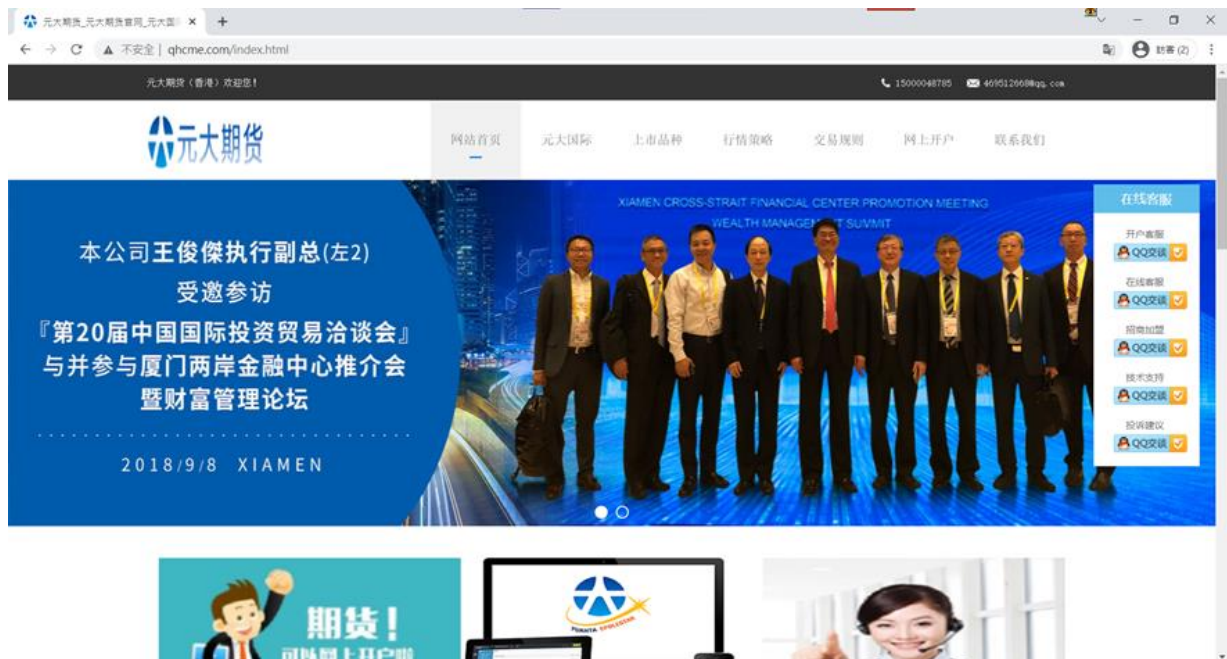 元大期货_元大期货官网_元大国
不安全 | qhcme.com/index.html
訪客 (2)
元大期货（香港）欢迎您！
15000048785
469512668@qq.com
元大期货
网站首页
元大国际
上市品种
行情策略
交易规则
网上开户
联系我们
本公司王俊傑执行副总(左2)
受邀参访
『第20届中国国际投资贸易洽谈会』
与并参与厦门两岸金融中心推介会
暨财富管理论坛
2018/9/8 XIAMEN
XIAMEN CROSS-STRAIT FINANCIAL CENTER PROMOTION MEETING
WEALTH MANAGEMENT SUMMIT
在线客服
开户客服
QQ交谈
在线客服
QQ交谈
招商加盟
QQ交谈
技术支持
QQ交谈
投诉建议
QQ交谈
期货！
可以网上开户啦